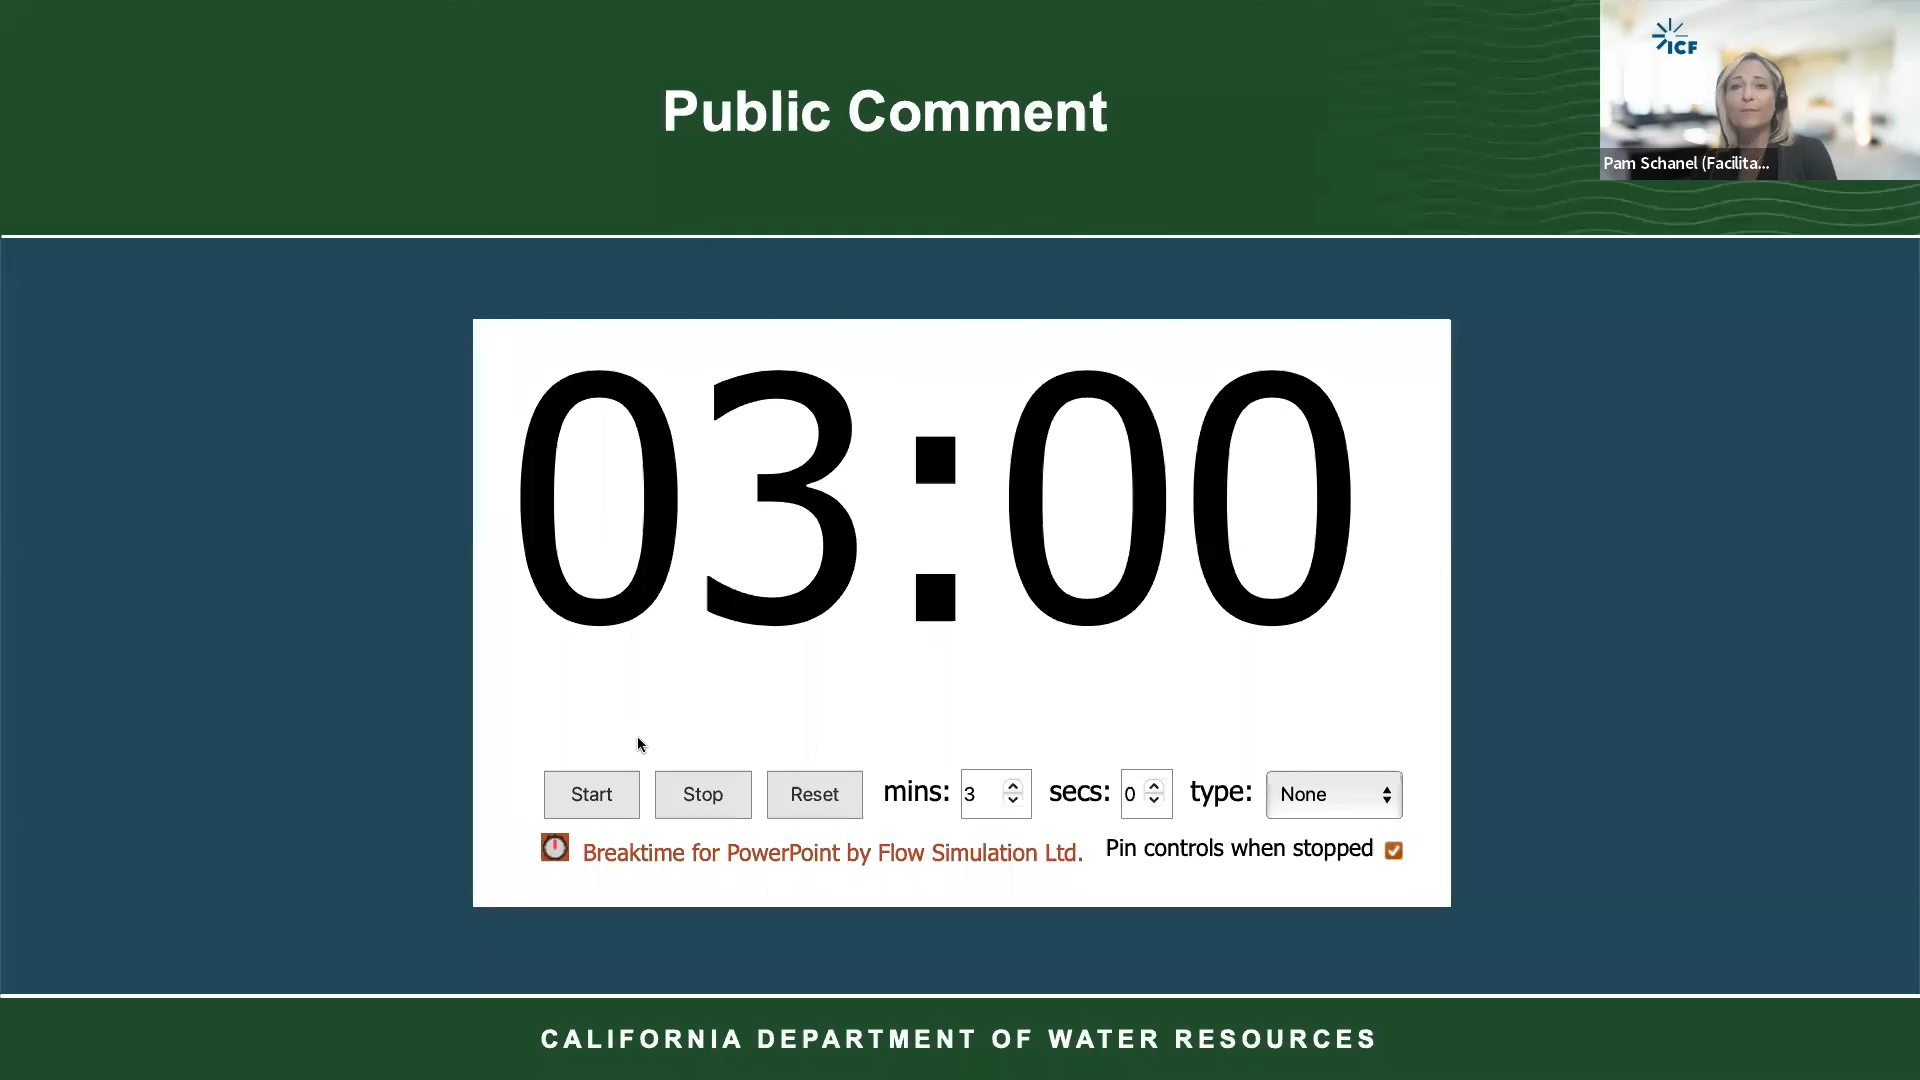 Public Comment
ICF
Pam Schanel (Facilita...
03:00
Start Stop Reset mins: 3 secs: 0 type: None
Breaktime for PowerPoint by Flow Simulation Ltd. Pin controls when stopped
CALIFORNIA DEPARTMENT OF WATER RESOURCES